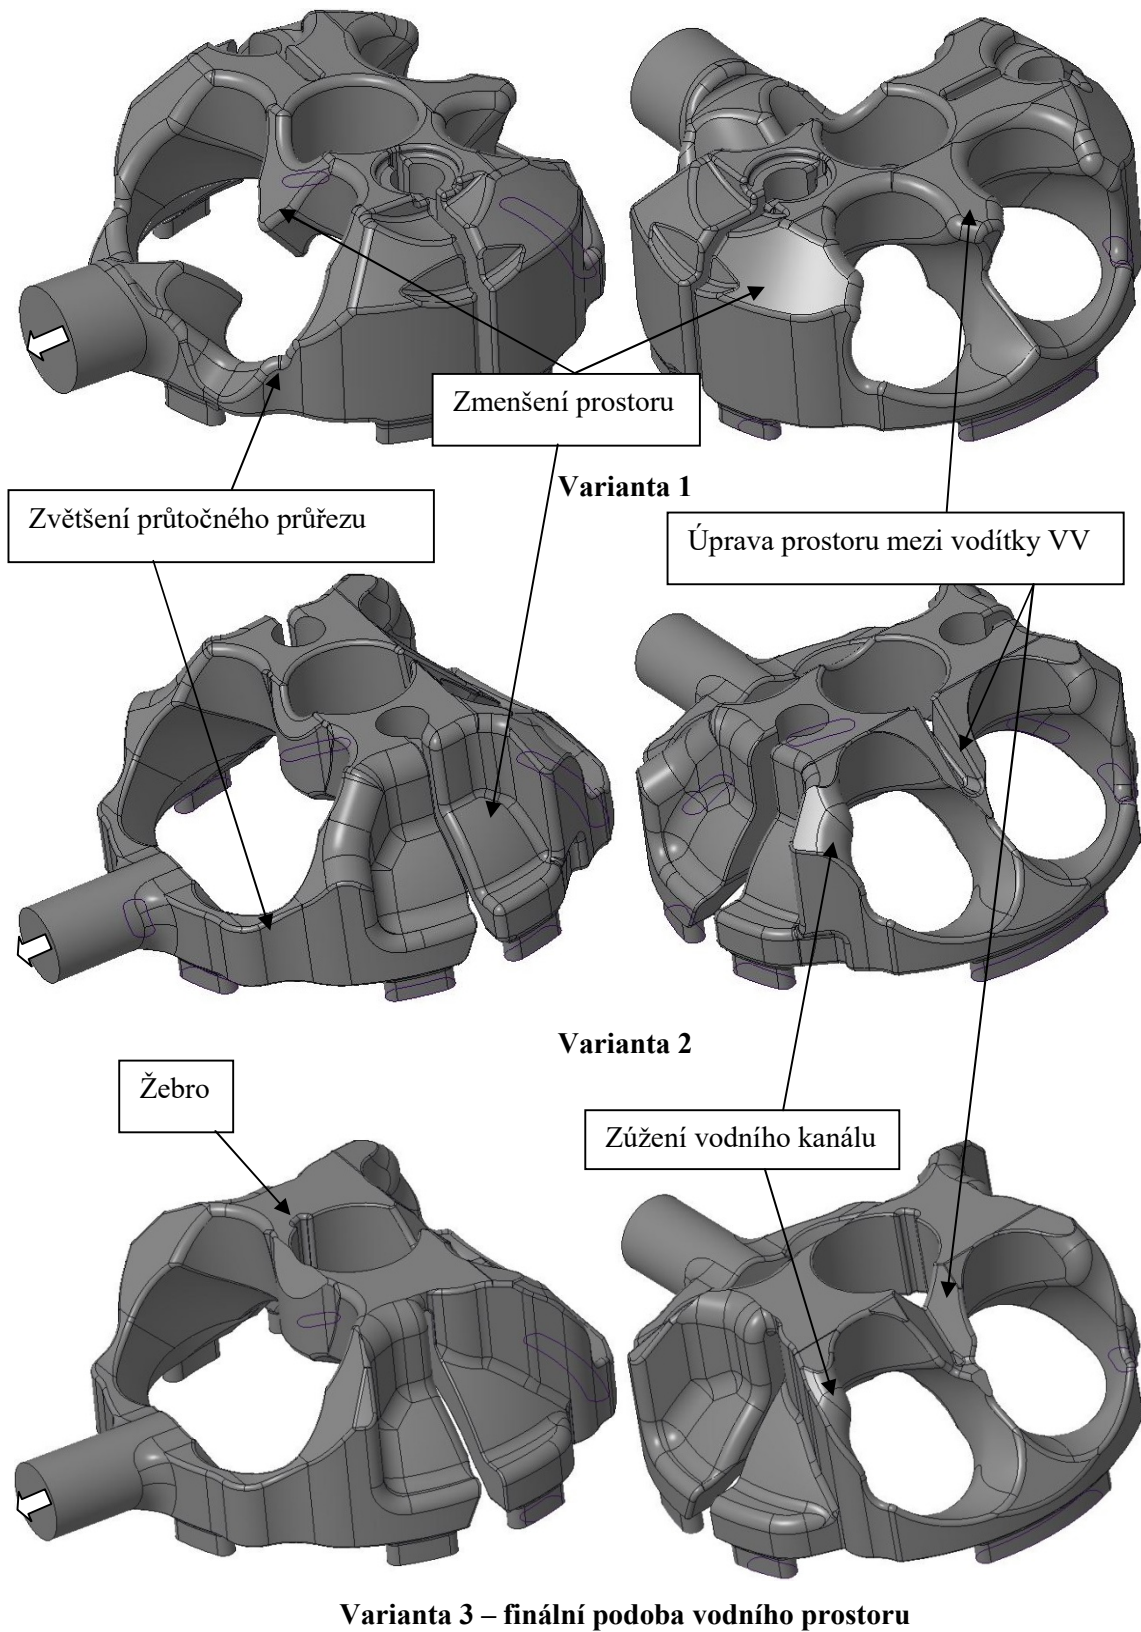 Zmenšení prostoru
Varianta 1
Zvětšení průtočného průřezu
Úprava prostoru mezi vodítky VV
Varianta 2
Žebro
Zúžení vodního kanálu
Varianta 3 – finální podoba vodního prostoru